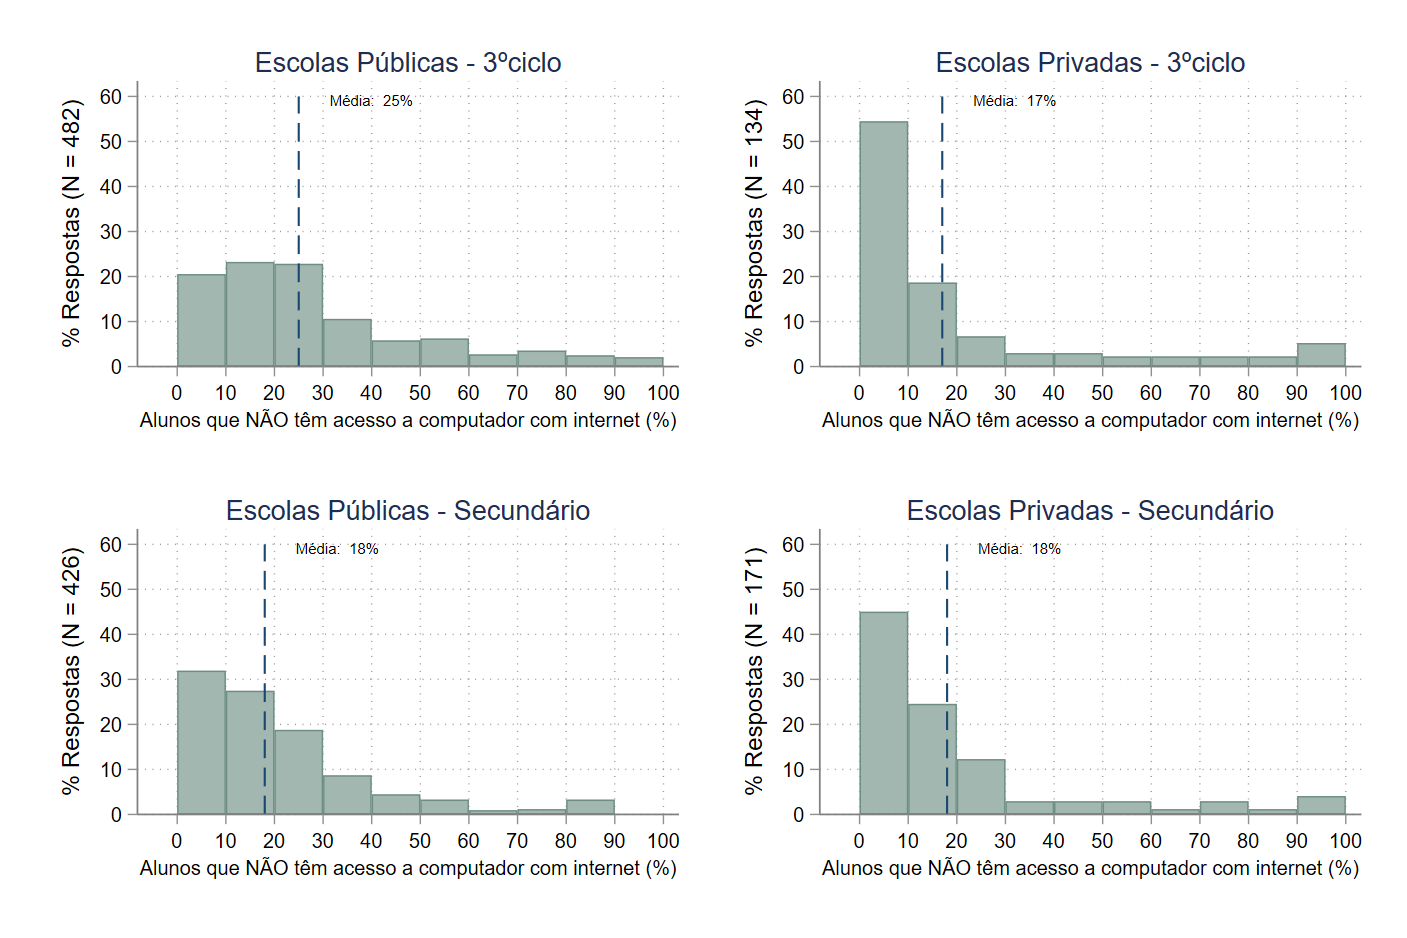 Escolas Públicas - 3ºciclo
Média: 25%
% Respostas (N = 482)
60
50
40
30
20
10
0
0 10 20 30 40 50 60 70 80 90 100
Alunos que NÃO têm acesso a computador com internet (%)
Escolas Privadas - 3ºciclo
Média: 17%
% Respostas (N = 134)
60
50
40
30
20
10
0
0 10 20 30 40 50 60 70 80 90 100
Alunos que NÃO têm acesso a computador com internet (%)
Escolas Públicas - Secundário
Média: 18%
% Respostas (N = 426)
60
50
40
30
20
10
0
0 10 20 30 40 50 60 70 80 90 100
Alunos que NÃO têm acesso a computador com internet (%)
Escolas Privadas - Secundário
Média: 18%
% Respostas (N = 171)
60
50
40
30
20
10
0
0 10 20 30 40 50 60 70 80 90 100
Alunos que NÃO têm acesso a computador com internet (%)